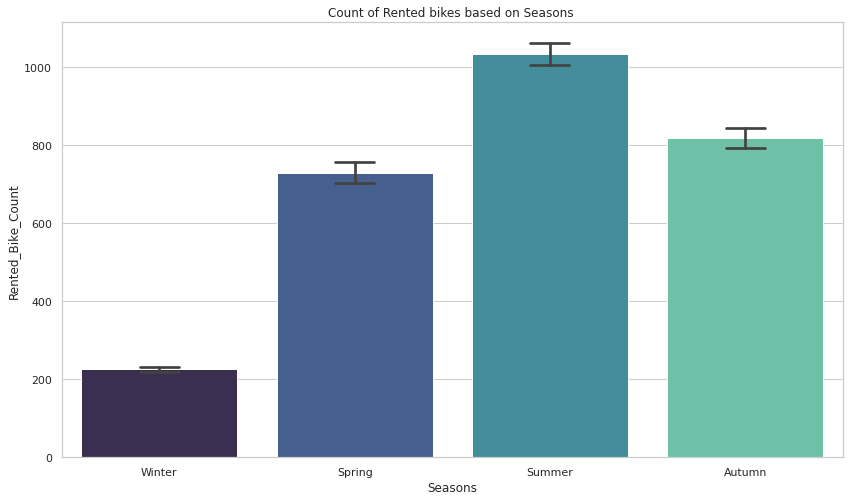 Count of Rented bikes based on Seasons
Rented_Bike_Count
1000
800
600
400
200
0
Winter Spring Summer Autumn
Seasons